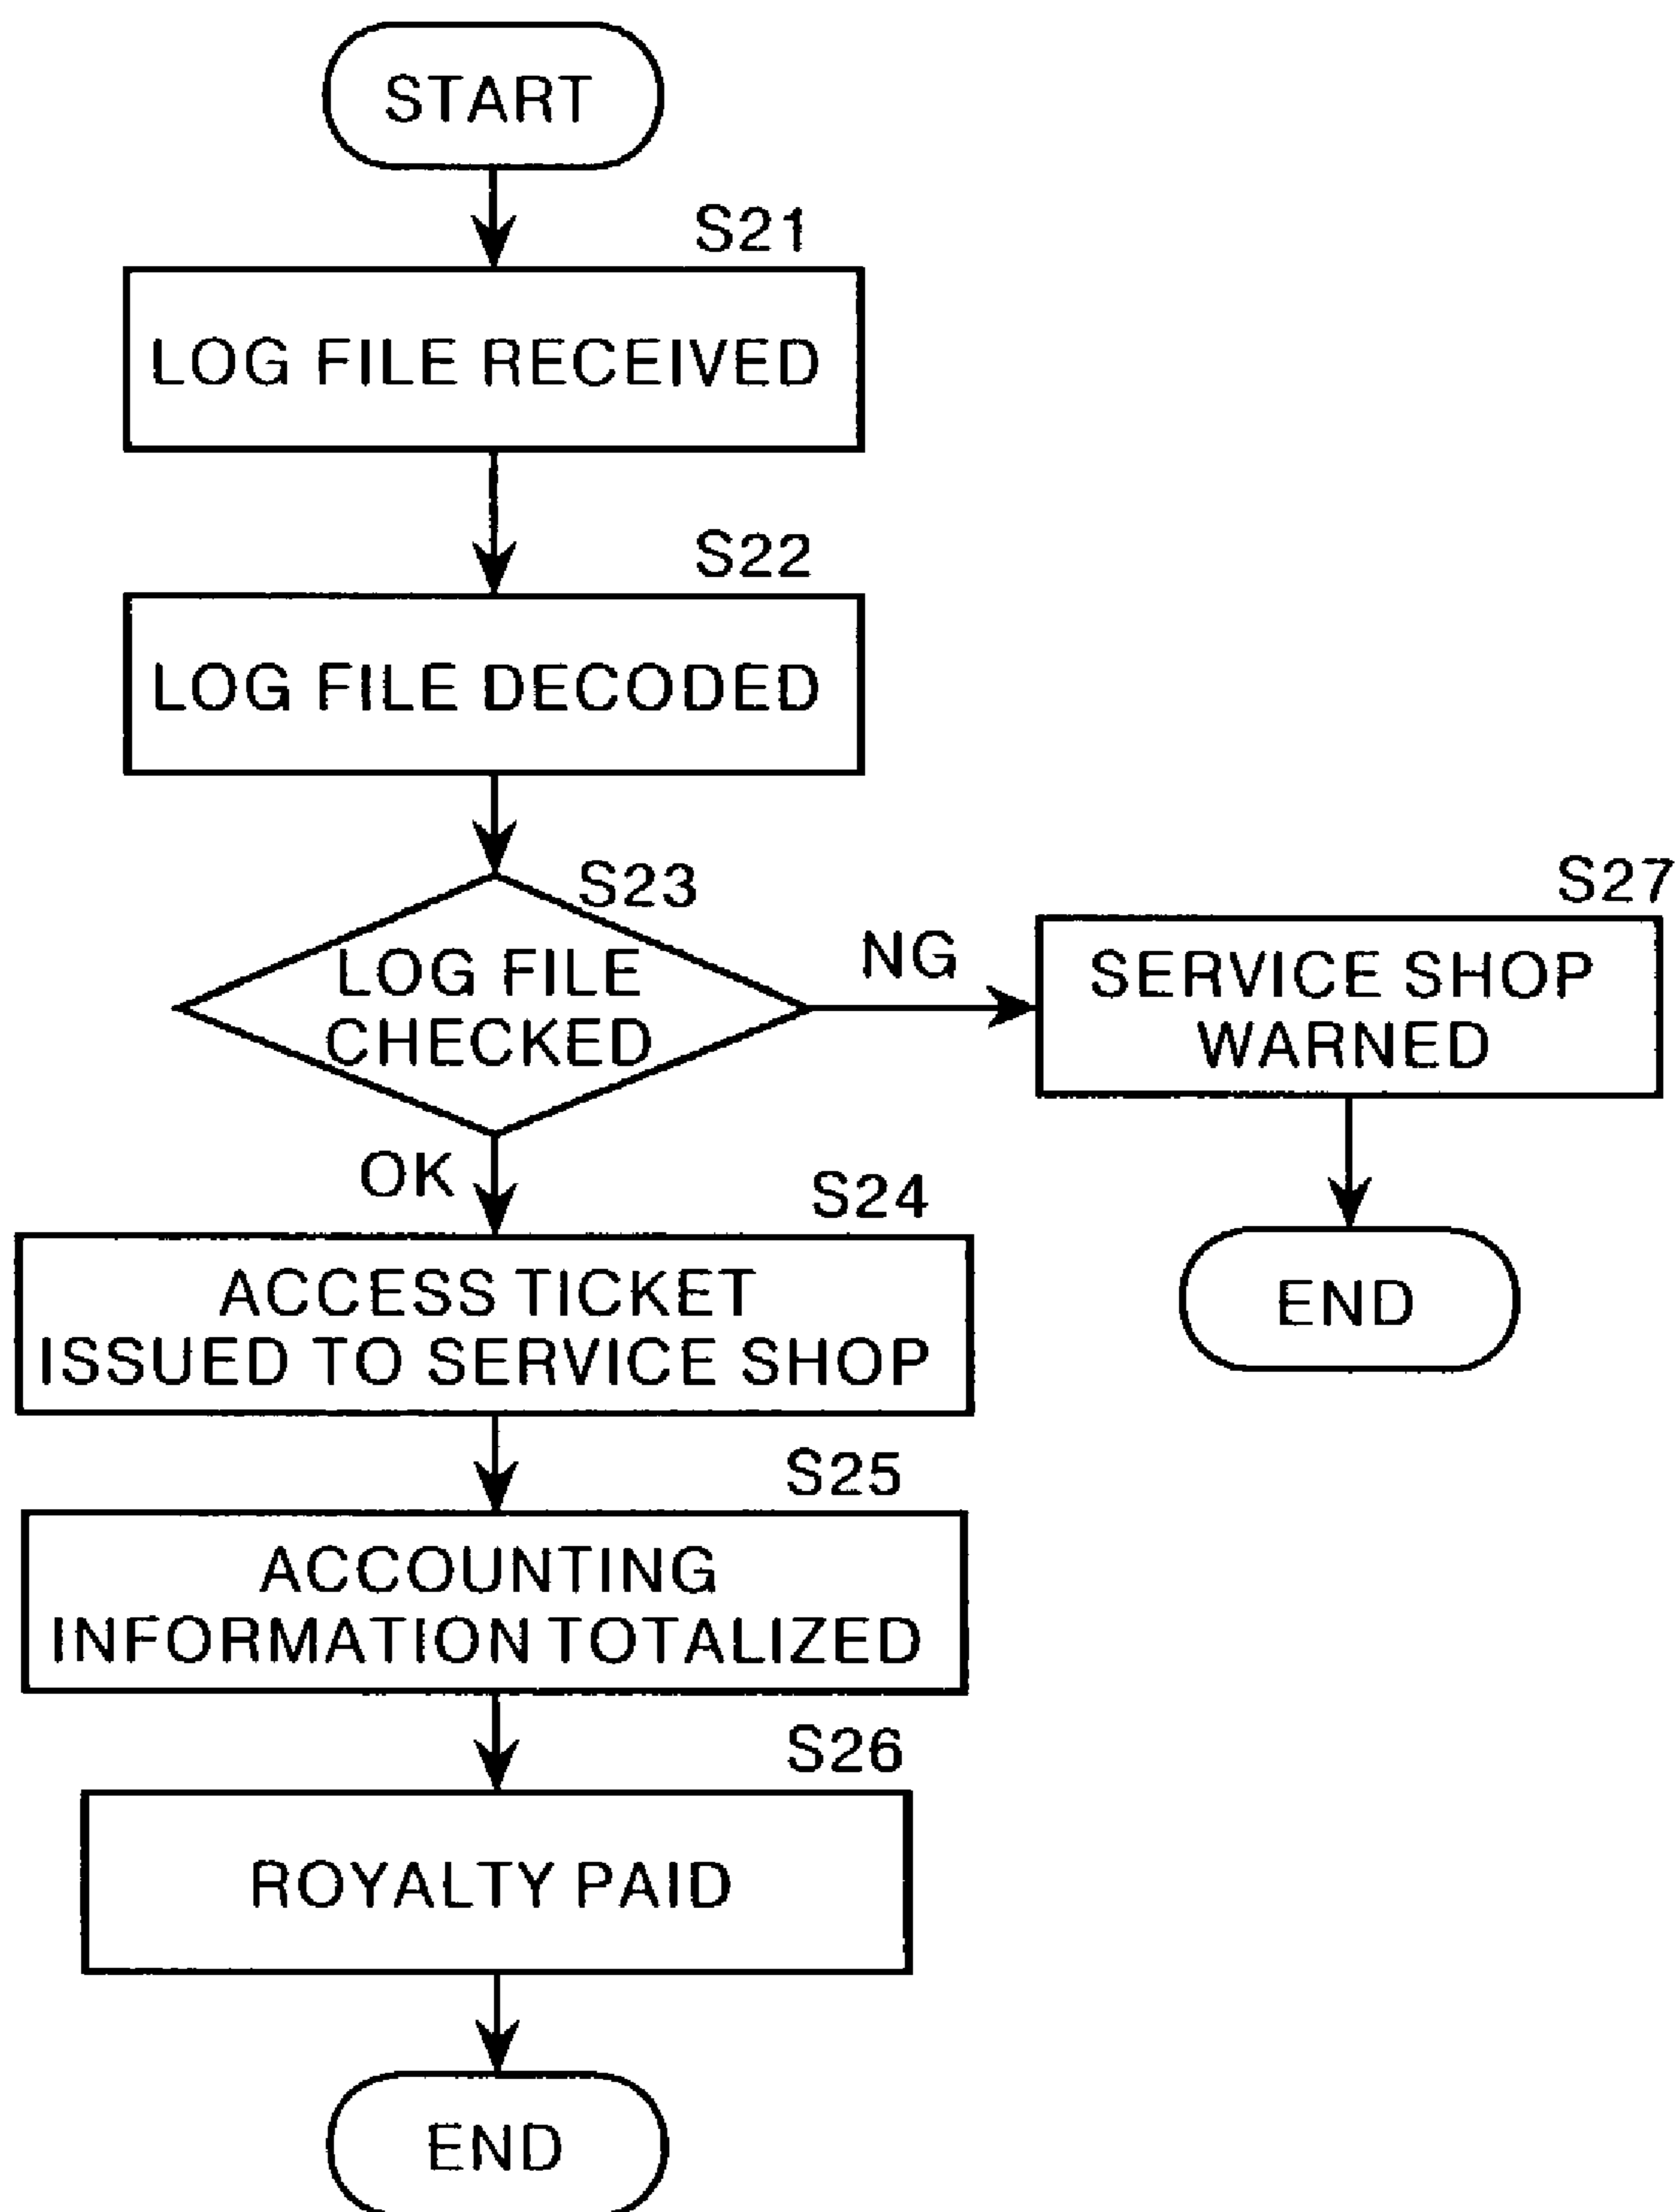 START
S21
LOG FILE RECEIVED
S22
LOG FILE DECODED
S23
LOG FILE
CHECKED
NG
S27
SERVICE SHOP
WARNED
END
OK
S24
ACCESS TICKET
ISSUED TO SERVICE SHOP
S25
ACCOUNTING
INFORMATION TOTALIZED
S26
ROYALTY PAID
END